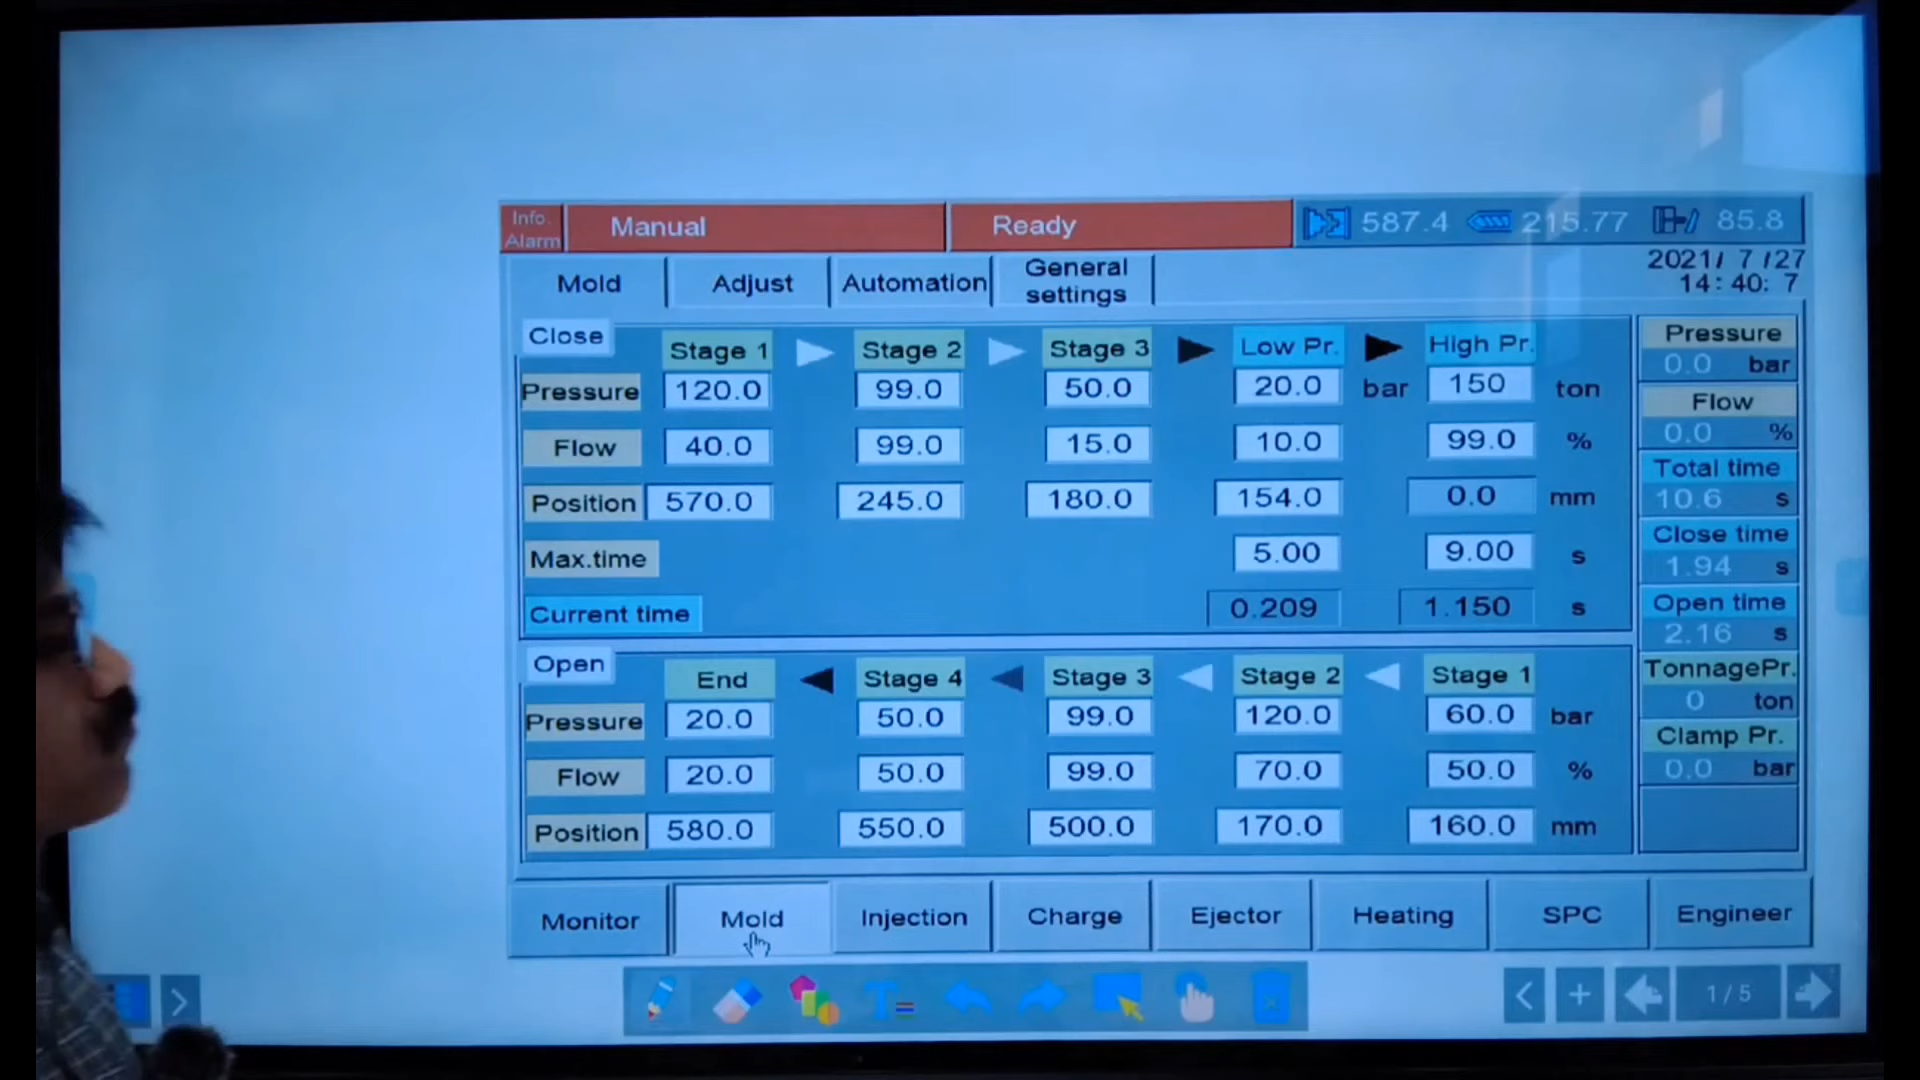 Info.
Alarm
Manual
Ready
587.4
215.77
85.8
Mold
Adjust
Automation
General
settings
2021/ 7 /27
14: 40: 7
Close
Stage 1
Stage 2
Stage 3
Low Pr.
High Pr.
Pressure
120.0
99.0
50.0
20.0
bar
150
ton
Flow
40.0
99.0
15.0
10.0
99.0
%
Position
570.0
245.0
180.0
154.0
0.0
mm
Max.time
5.00
9.00
s
Current time
0.209
1.150
s
Open
End
Stage 4
Stage 3
Stage 2
Stage 1
Pressure
20.0
50.0
99.0
120.0
60.0
bar
Flow
20.0
50.0
99.0
70.0
50.0
%
Position
580.0
550.0
500.0
170.0
160.0
mm
Pressure
0.0 bar
Flow
0.0 %
Total time
10.6 s
Close time
1.94 s
Open time
2.16 s
TonnagePr.
0 ton
Clamp Pr.
0.0 bar
Monitor
Mold
Injection
Charge
Ejector
Heating
SPC
Engineer
1 / 5